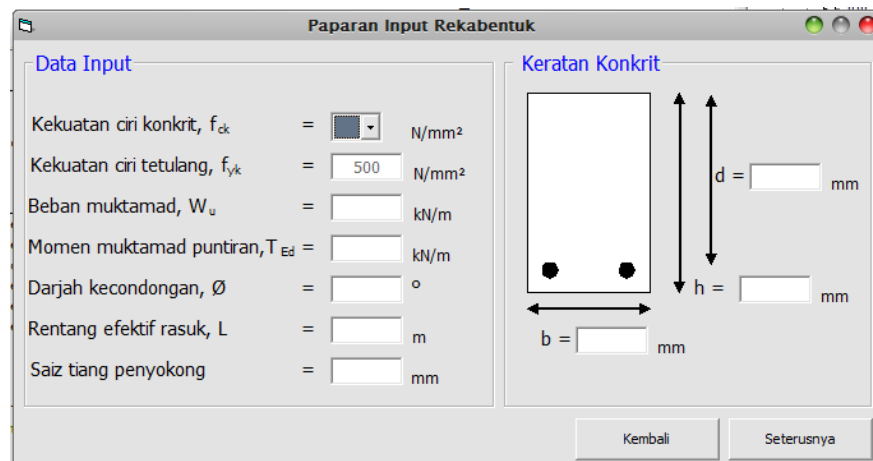 Paparan Input Rekabentuk
Data Input
Kekuatan ciri konkrit, fck = N/mm²
Kekuatan ciri tetulang, fyk = 500 N/mm²
Beban muktamad, Wu = kN/m
Momen muktamad puntiran,TEd = kN/m
Darjah kecondongan, Ø = °
Rentang efektif rasuk, L = m
Saiz tiang penyokong = mm
Keratan Konkrit
d = mm
h = mm
b = mm
Kembali
Seterusnya